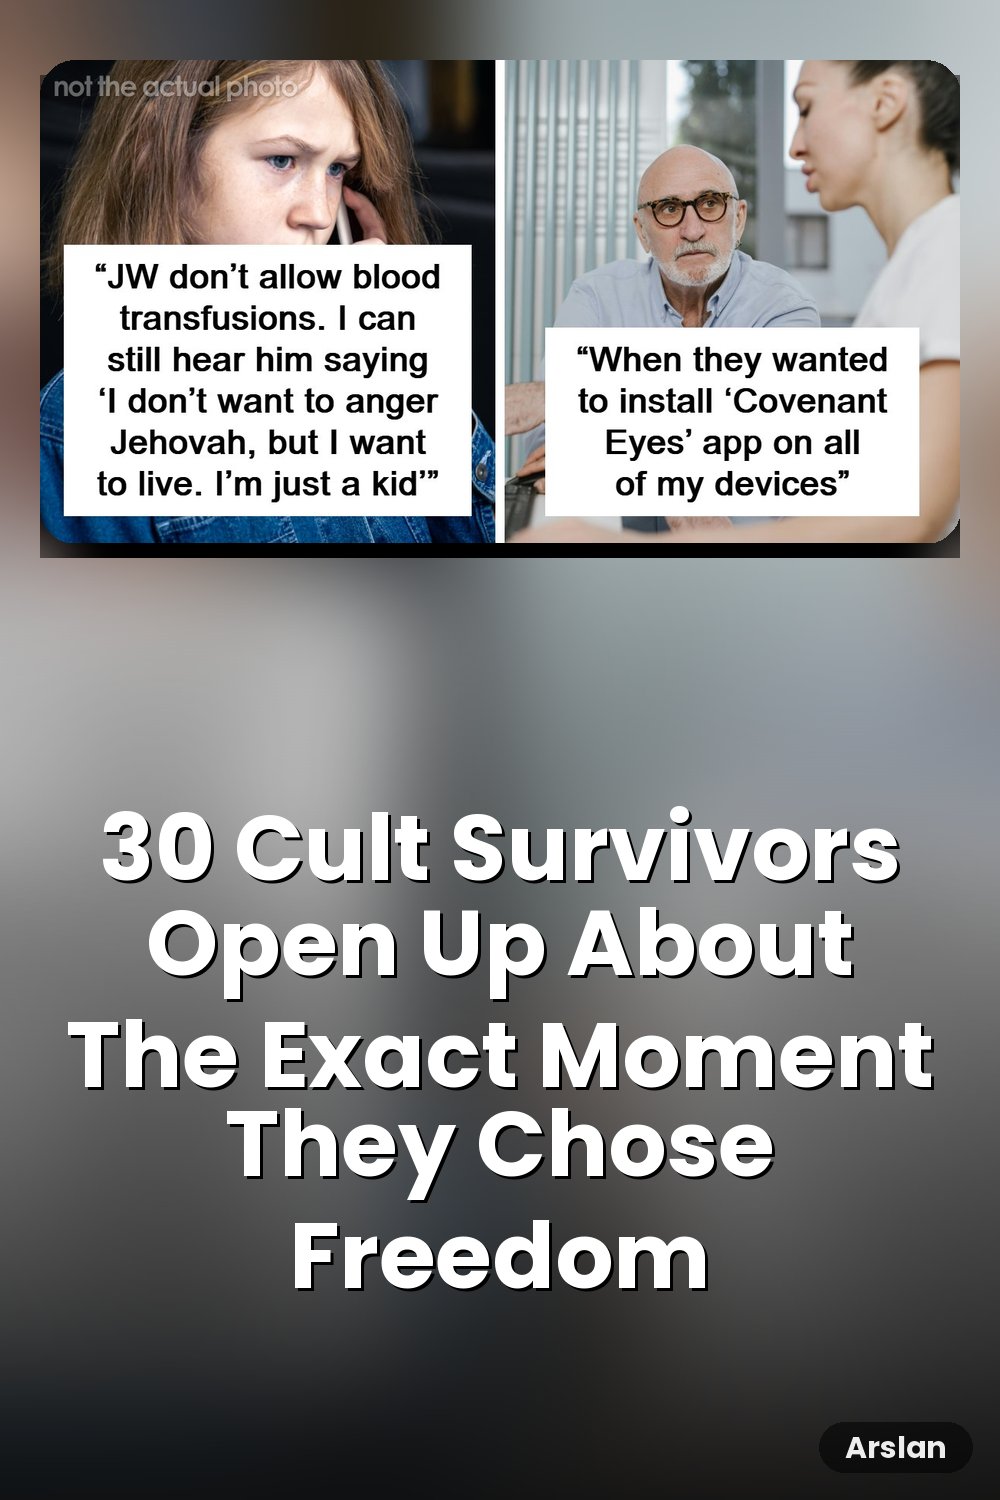 not the actual photo
“JW don’t allow blood
transfusions. I can
still hear him saying
‘I don’t want to anger
Jehovah, but I want
to live. I’m just a kid’”
“When they wanted
to install ‘Covenant
Eyes’ app on all
of my devices”
30 Cult Survivors
Open Up About
The Exact Moment
They Chose
Freedom
Arslan